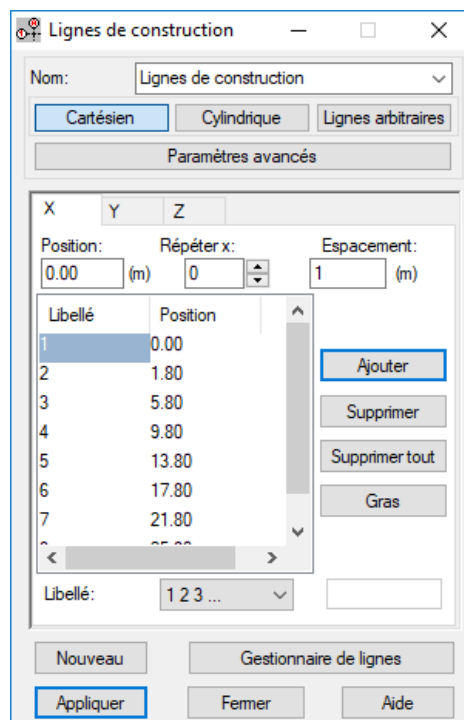 Lignes de construction
Nom: Lignes de construction
Cartésien Cylindrique Lignes arbitraires
Paramètres avancés
X Y Z
Position: Répéter x: Espacement:
0.00 (m) 0 1 (m)
Libellé Position
1 0.00
2 1.80
3 5.80
4 9.80
5 13.80
6 17.80
7 21.80
Ajouter
Supprimer
Supprimer tout
Gras
Libellé: 1 2 3 ...
Nouveau Gestionnaire de lignes
Appliquer Fermer Aide